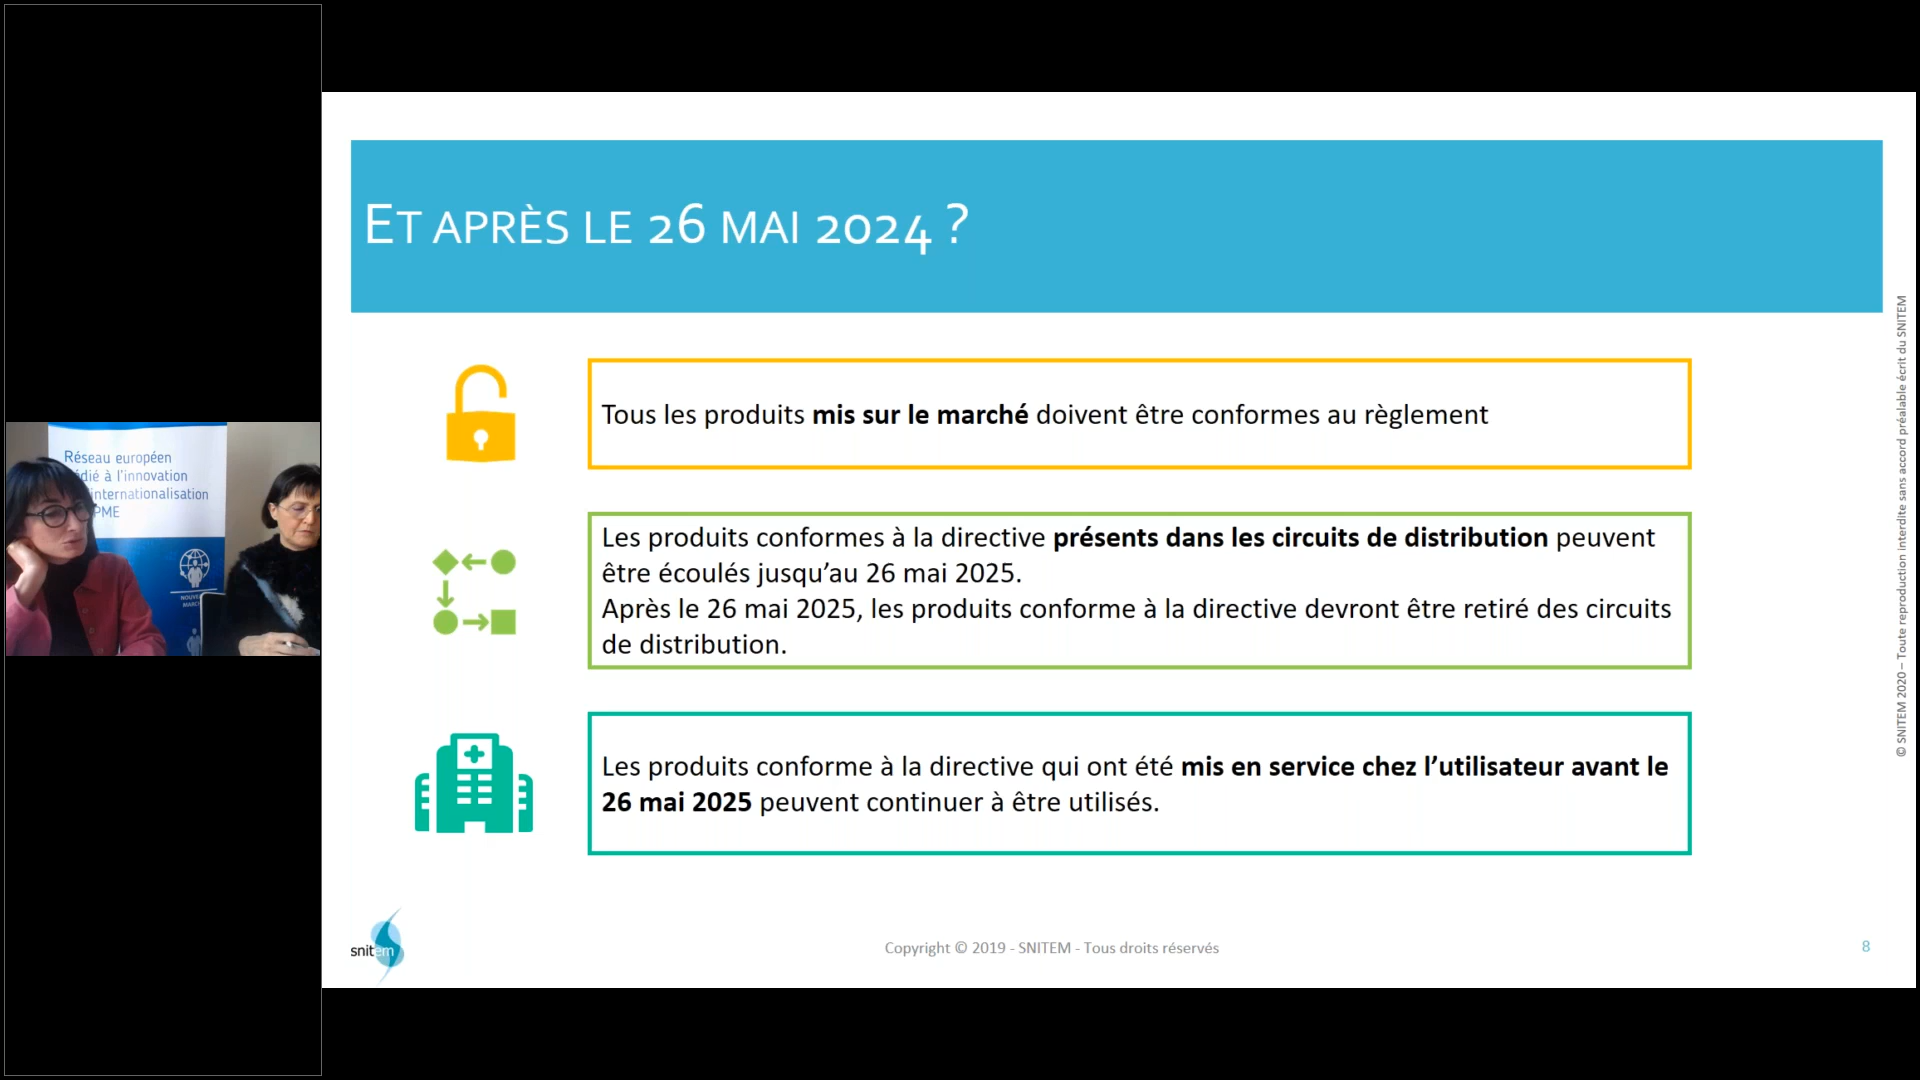 ET APRÈS LE 26 MAI 2024 ?
Tous les produits mis sur le marché doivent être conformes au règlement
Les produits conformes à la directive présents dans les circuits de distribution peuvent
être écoulés jusqu’au 26 mai 2025.
Après le 26 mai 2025, les produits conforme à la directive devront être retiré des circuits
de distribution.
Les produits conforme à la directive qui ont été mis en service chez l’utilisateur avant le
26 mai 2025 peuvent continuer à être utilisés.
snitem
Copyright © 2019 - SNITEM - Tous droits réservés
8
© SNITEM 2020 – Toute reproduction interdite sans accord préalable écrit du SNITEM
Réseau européen
dié à l’innovation
internationalisation
PME